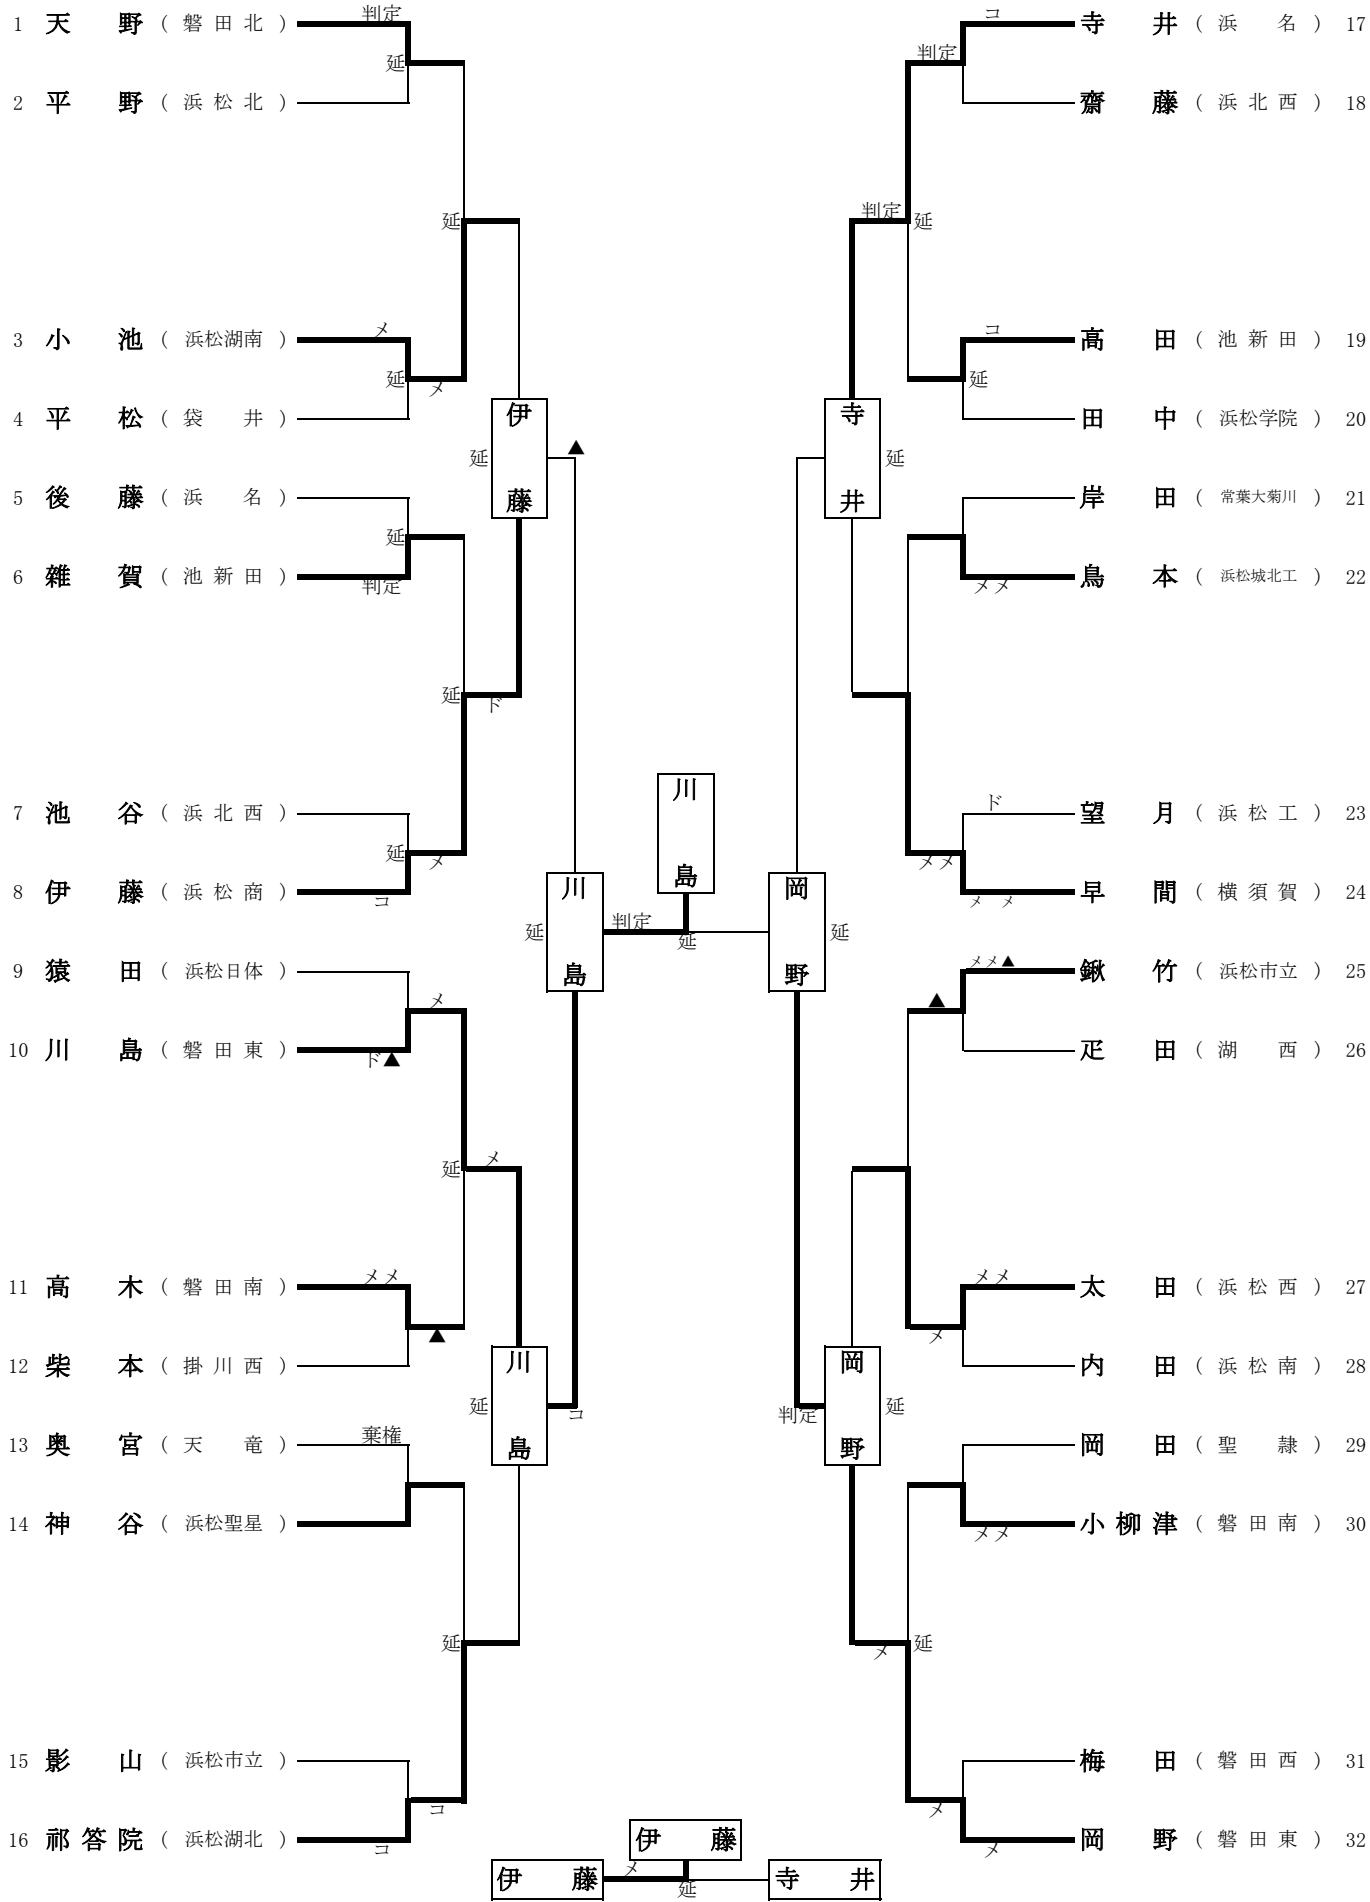 1 天野 （磐田北） 判定
寺井 （浜名） 17 コ
延
判定
2 平野 （浜松北）
齋藤 （浜北西） 18
延
判定 延
3 小池 （浜松湖南） メ
高田 （池新田） 19 コ
延 メ
延
4 平松 （袋井）
田中 （浜松学院） 20
伊藤
寺井
延 ▲
延
5 後藤 （浜名）
岸田 （常葉大菊川） 21
延
6 雑賀 （池新田） 判定
鳥本 （浜松城北工） 22 メメ
延 ド
7 池谷 （浜北西）
望月 （浜松工） 23 ド
延 メ
メメ
8 伊藤 （浜松商） コ
早間 （横須賀） 24 メメ
川島
川島
岡野
延 判定 延 延
9 猿田 （浜松日体）
鍬竹 （浜松市立） 25 メメ▲
メ
▲
10 川島 （磐田東） ド▲
疋田 （湖西） 26
延 メ
11 高木 （磐田南） メメ
太田 （浜松西） 27 メメ
▲
メ
12 柴本 （掛川西）
内田 （浜松南） 28
川島
岡野
延 コ
判定 延
13 奥宮 （天竜） 棄権
岡田 （聖隷） 29
14 神谷 （浜松聖星）
小柳津 （磐田南） 30 メメ
延
メ 延
15 影山 （浜松市立）
梅田 （磐田西） 31
コ
メ
16 祁答院 （浜松湖北） コ
岡野 （磐田東） 32 メ
伊藤
伊藤 メ 延 寺井